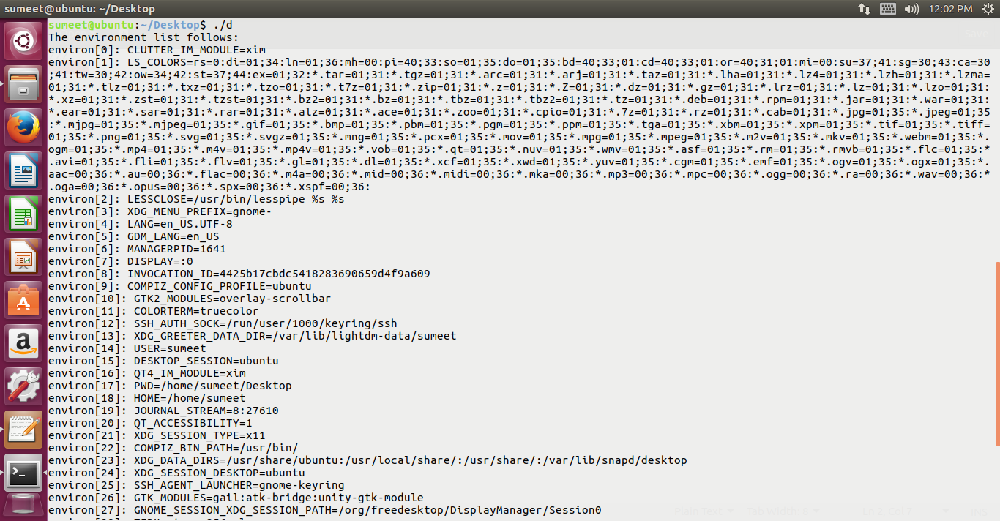 sumeet@ubuntu: ~/Desktop
12:02 PM
sumeet@ubuntu:~/Desktop$ ./d
The environment list follows:
environ[0]: CLUTTER_IM_MODULE=xim
environ[1]: LS_COLORS=rs=0:di=01;34:ln=01;36:mh=00:pi=40;33:so=01;35:do=01;35:bd=40;33;01:cd=40;33;01:or=40;31;01:mi=00:su=37;41:sg=30;43:ca=30
;41:tw=30;42:ow=34;42:st=37;44:ex=01;32:*.tar=01;31:*.tgz=01;31:*.arc=01;31:*.arj=01;31:*.taz=01;31:*.lha=01;31:*.lz4=01;31:*.lzh=01;31:*.lzma=
01;31:*.tlz=01;31:*.txz=01;31:*.tzo=01;31:*.t7z=01;31:*.zip=01;31:*.z=01;31:*.Z=01;31:*.dz=01;31:*.gz=01;31:*.lrz=01;31:*.lz=01;31:*.lzo=01;31:
*.xz=01;31:*.zst=01;31:*.tzst=01;31:*.bz2=01;31:*.bz=01;31:*.tbz=01;31:*.tbz2=01;31:*.tz=01;31:*.deb=01;31:*.rpm=01;31:*.jar=01;31:*.war=01;31:
*.ear=01;31:*.sar=01;31:*.rar=01;31:*.alz=01;31:*.ace=01;31:*.zoo=01;31:*.cpio=01;31:*.7z=01;31:*.rz=01;31:*.cab=01;31:*.jpg=01;35:*.jpeg=01;35
:*.mjpg=01;35:*.mjpeg=01;35:*.gif=01;35:*.bmp=01;35:*.pbm=01;35:*.pgm=01;35:*.ppm=01;35:*.tga=01;35:*.xbm=01;35:*.xpm=01;35:*.tif=01;35:*.tiff=
01;35:*.png=01;35:*.svg=01;35:*.svgz=01;35:*.mng=01;35:*.pcx=01;35:*.mov=01;35:*.mpg=01;35:*.mpeg=01;35:*.m2v=01;35:*.mkv=01;35:*.webm=01;35:*.
ogm=01;35:*.mp4=01;35:*.m4v=01;35:*.mp4v=01;35:*.vob=01;35:*.qt=01;35:*.nuv=01;35:*.wmv=01;35:*.asf=01;35:*.rm=01;35:*.rmvb=01;35:*.flc=01;35:*
.avi=01;35:*.fli=01;35:*.flv=01;35:*.gl=01;35:*.dl=01;35:*.xcf=01;35:*.xwd=01;35:*.yuv=01;35:*.cgm=01;35:*.emf=01;35:*.ogv=01;35:*.ogx=01;35:*.
aac=00;36:*.au=00;36:*.flac=00;36:*.m4a=00;36:*.mid=00;36:*.midi=00;36:*.mka=00;36:*.mp3=00;36:*.mpc=00;36:*.ogg=00;36:*.ra=00;36:*.wav=00;36:*
.oga=00;36:*.opus=00;36:*.spx=00;36:*.xspf=00;36:
environ[2]: LESSCLOSE=/usr/bin/lesspipe %s %s
environ[3]: XDG_MENU_PREFIX=gnome-
environ[4]: LANG=en_US.UTF-8
environ[5]: GDM_LANG=en_US
environ[6]: MANAGERPID=1641
environ[7]: DISPLAY=:0
environ[8]: INVOCATION_ID=4425b17cbdc5418283690659d4f9a609
environ[9]: COMPIZ_CONFIG_PROFILE=ubuntu
environ[10]: GTK2_MODULES=overlay-scrollbar
environ[11]: COLORTERM=truecolor
environ[12]: SSH_AUTH_SOCK=/run/user/1000/keyring/ssh
environ[13]: XDG_GREETER_DATA_DIR=/var/lib/lightdm-data/sumeet
environ[14]: USER=sumeet
environ[15]: DESKTOP_SESSION=ubuntu
environ[16]: QT4_IM_MODULE=xim
environ[17]: PWD=/home/sumeet/Desktop
environ[18]: HOME=/home/sumeet
environ[19]: JOURNAL_STREAM=8:27610
environ[20]: QT_ACCESSIBILITY=1
environ[21]: XDG_SESSION_TYPE=x11
environ[22]: COMPIZ_BIN_PATH=/usr/bin/
environ[23]: XDG_DATA_DIRS=/usr/share/ubuntu:/usr/local/share/:/usr/share/:/var/lib/snapd/desktop
environ[24]: XDG_SESSION_DESKTOP=ubuntu
environ[25]: SSH_AGENT_LAUNCHER=gnome-keyring
environ[26]: GTK_MODULES=gail:atk-bridge:unity-gtk-module
environ[27]: GNOME_SESSION_XDG_SESSION_PATH=/org/freedesktop/DisplayManager/Session0